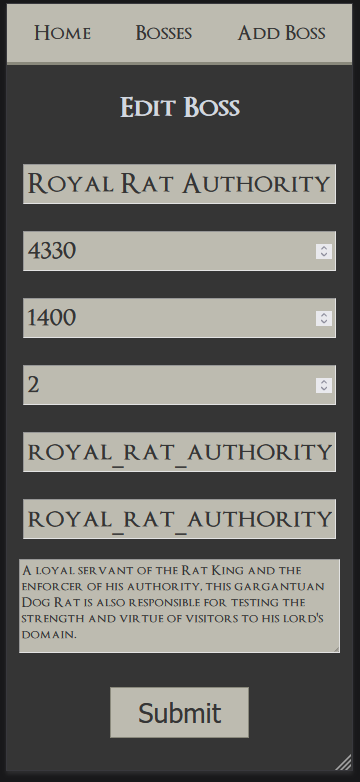 Home Bosses Add Boss
Edit Boss
Royal Rat Authority
4330
1400
2
royal_rat_authority
royal_rat_authority
A loyal servant of the Rat King and the
enforcer of his authority, this gargantuan
Dog Rat is also responsible for testing the
strength and virtue of visitors to his lord's
domain.
Submit